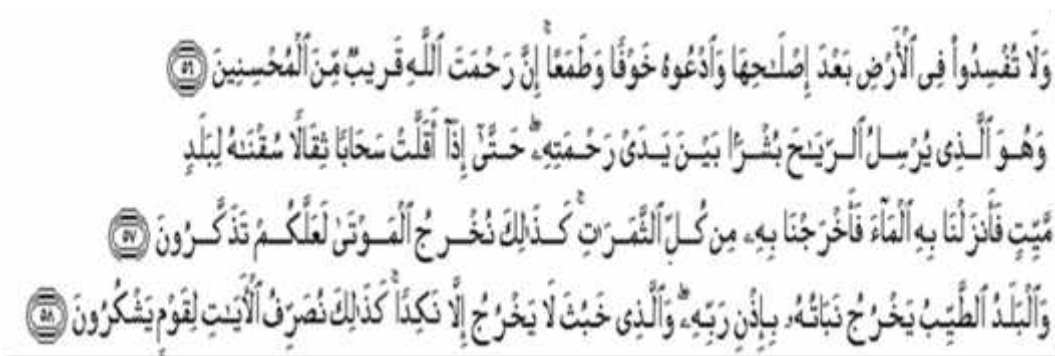 وَلَا تُفْسِدُوا۟ فِى ٱلْأَرْضِ بَعْدَ إِصْلَـٰحِهَا وَٱدْعُوهُ خَوْفًا وَطَمَعًا ۚ إِنَّ رَحْمَتَ ٱللَّهِ قَرِيبٌ مِّنَ ٱلْمُحْسِنِينَ ٥٦
وَهُوَ ٱلَّذِى يُرْسِلُ ٱلرِّيَـٰحَ بُشْرًۢا بَيْنَ يَدَىْ رَحْمَتِهِۦ ۖ حَتَّىٰٓ إِذَآ أَقَلَّتْ سَحَابًا ثِقَالًا سُقْنَـٰهُ لِبَلَدٍ
مَّيِّتٍ فَأَنزَلْنَا بِهِ ٱلْمَآءَ فَأَخْرَجْنَا بِهِۦ مِن كُلِّ ٱلثَّمَرَٰتِ ۚ كَذَٰلِكَ نُخْرِجُ ٱلْمَوْتَىٰ لَعَلَّكُمْ تَذَكَّرُونَ ٥٧
وَٱلْبَلَدُ ٱلطَّيِّبُ يَخْرُجُ نَبَاتُهُۥ بِإِذْنِ رَبِّهِۦ ۖ وَٱلَّذِى خَبُثَ لَا يَخْرُجُ إِلَّا نَكِدًا ۚ كَذَٰلِكَ نُصَرِّفُ ٱلْـَٔايَـٰتِ لِقَوْمٍ يَشْكُرُونَ ٥٨